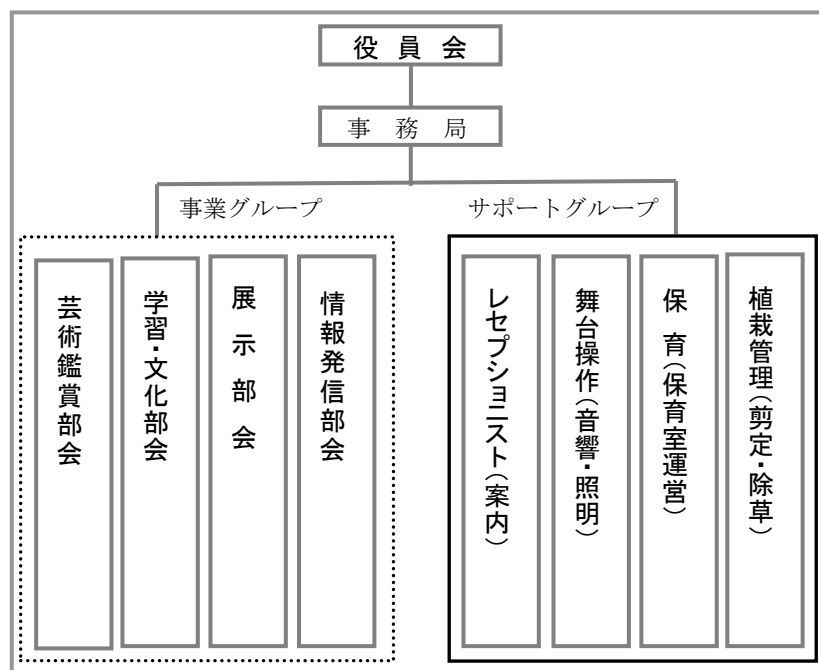 役員会
事務局
事業グループ
サポートグループ
芸術鑑賞部会
学習・文化部会
展示部会
情報発信部会
レセプショニスト（案内）
舞台操作（音響・照明）
保育（保育室運営）
植栽管理（剪定・除草）